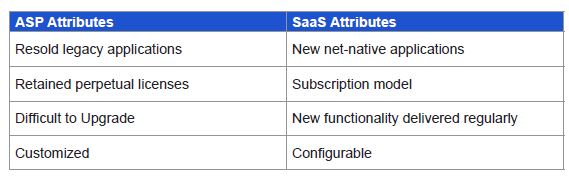 ASP Attributes SaaS Attributes
Resold legacy applications New net-native applications
Retained perpetual licenses Subscription model
Difficult to Upgrade New functionality delivered regularly
Customized Configurable